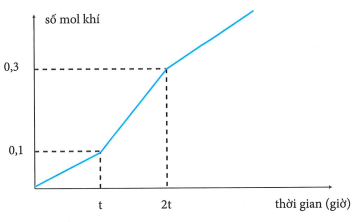 số mol khí
0,3
0,1
t
2t
thời gian (giờ)